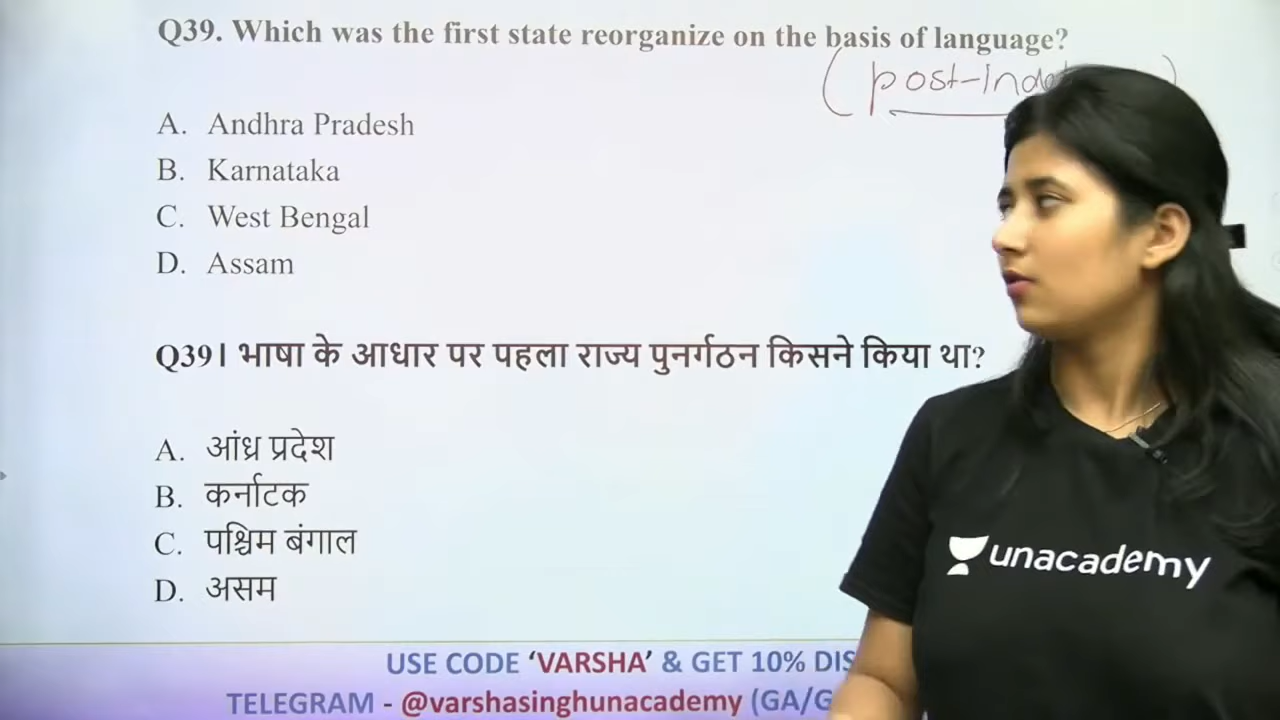 Q39. Which was the first state reorganize on the basis of language?
(post-
A. Andhra Pradesh
B. Karnataka
C. West Bengal
D. Assam
Q39। भाषा के आधार पर पहला राज्य पुनर्गठन किसने किया था?
A. आंध्र प्रदेश
B. कर्नाटक
C. पश्चिम बंगाल
D. असम
unacademy
USE CODE ‘VARSHA’ & GET 10%
TELEGRAM - @varshasinghunacademy (GA/G